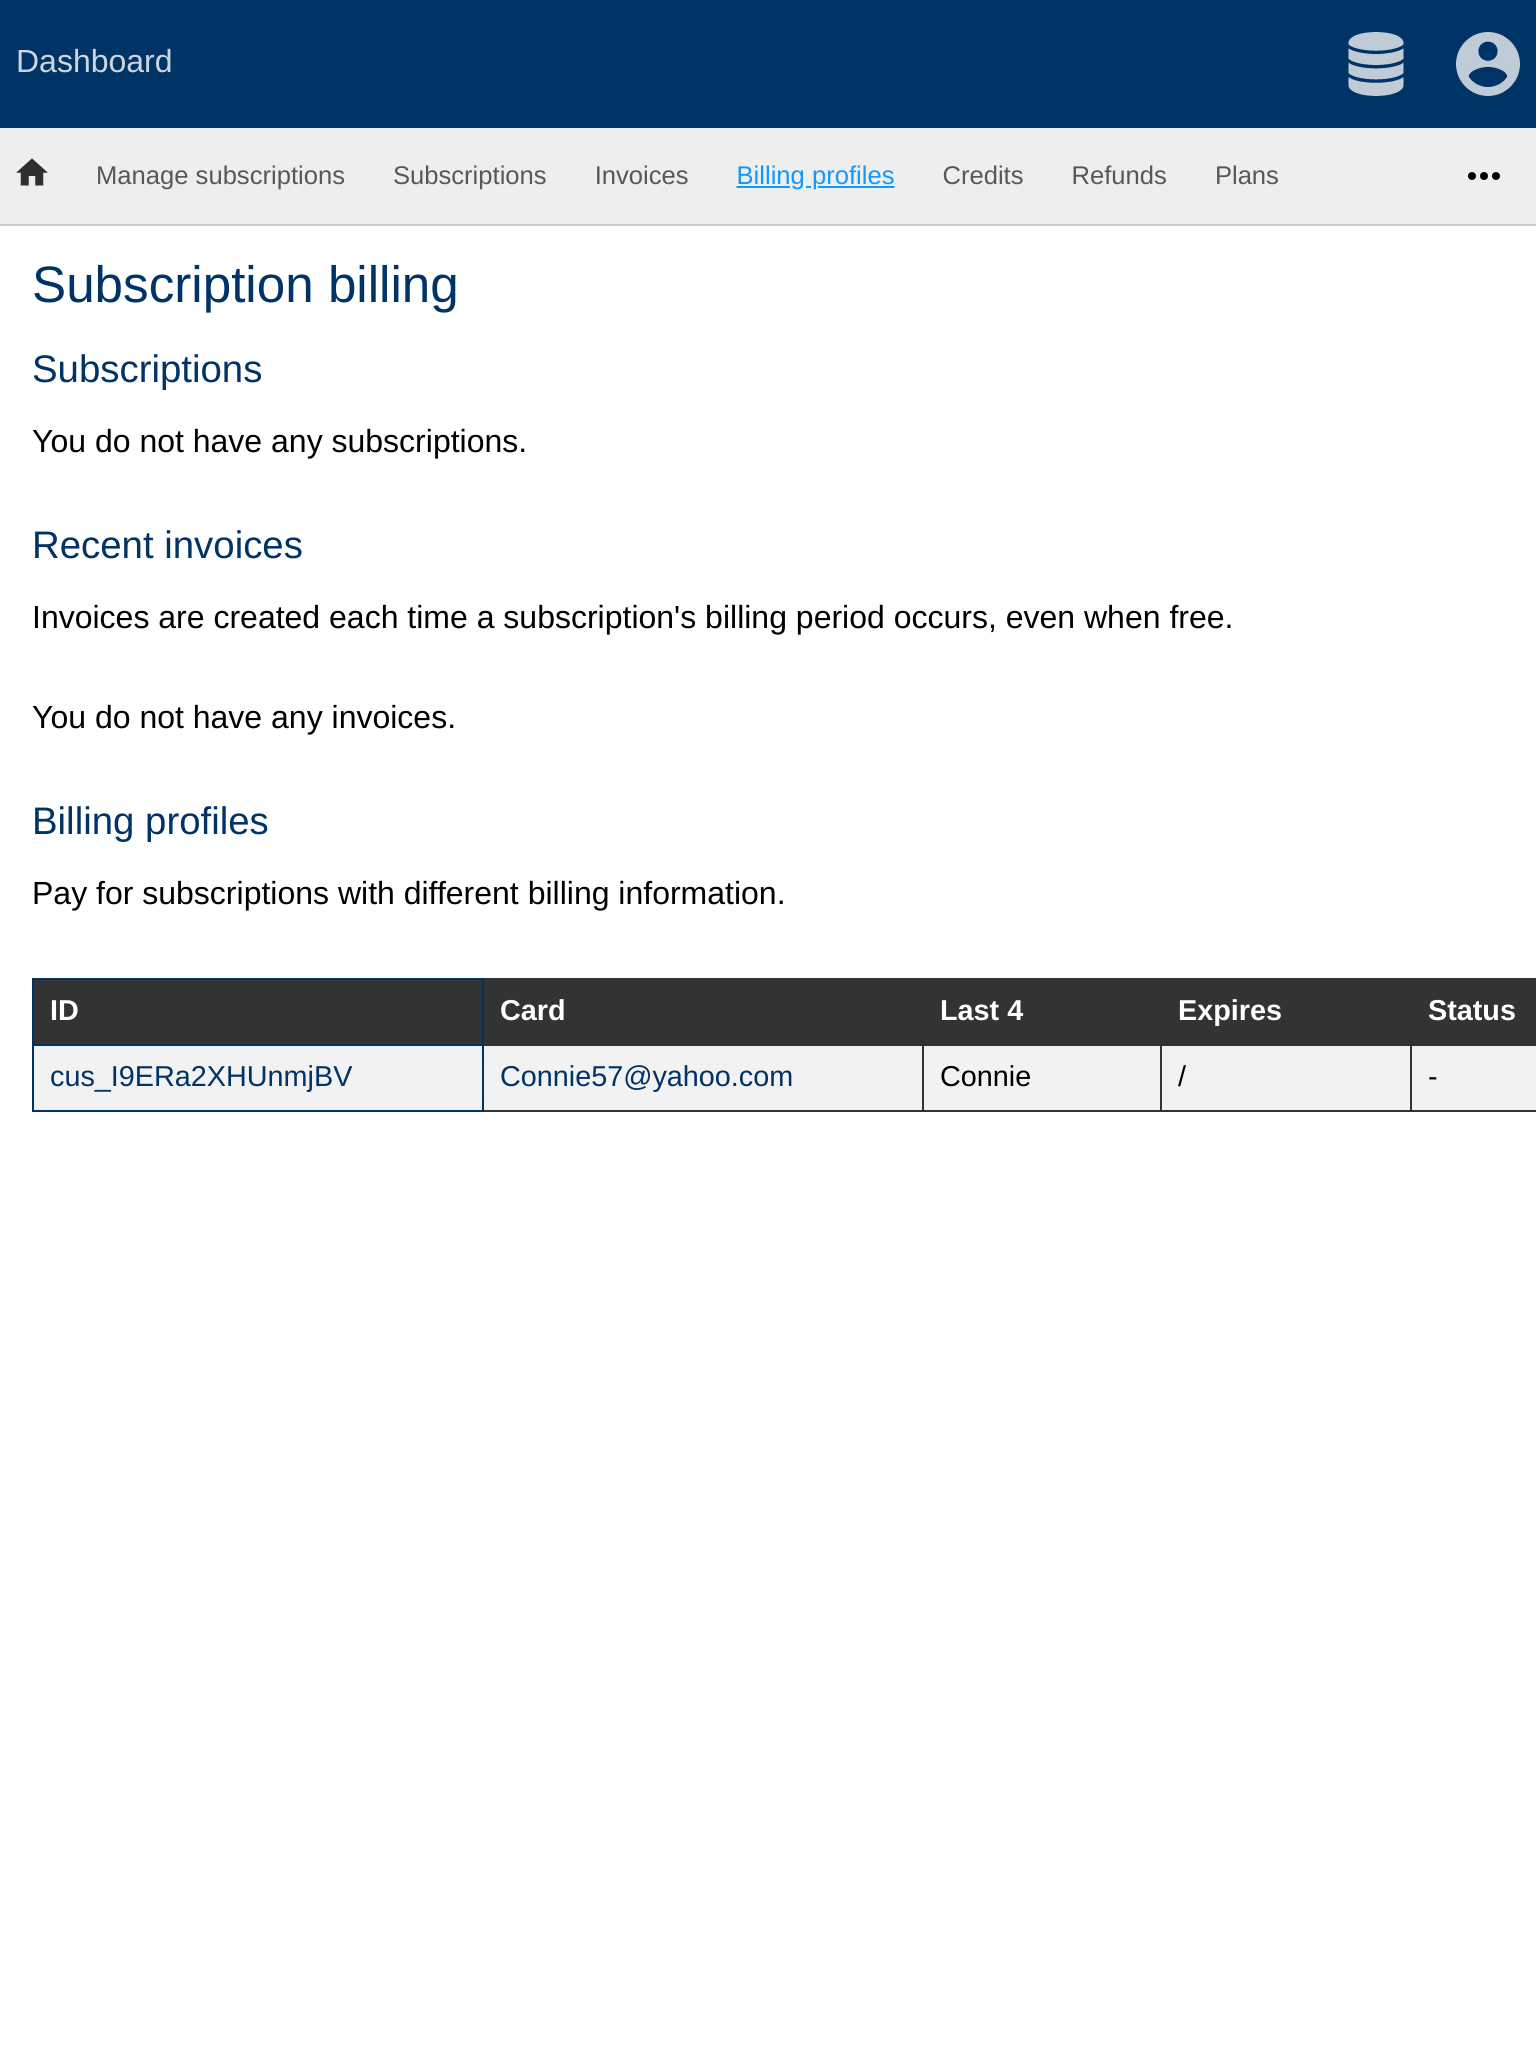 Dashboard
Manage subscriptions Subscriptions Invoices Billing profiles Credits Refunds Plans
Subscription billing
Subscriptions
You do not have any subscriptions.
Recent invoices
Invoices are created each time a subscription's billing period occurs, even when free.
You do not have any invoices.
Billing profiles
Pay for subscriptions with different billing information.
ID Card Last 4 Expires Status
cus_I9ERa2XHUnmjBV Connie57@yahoo.com Connie / -